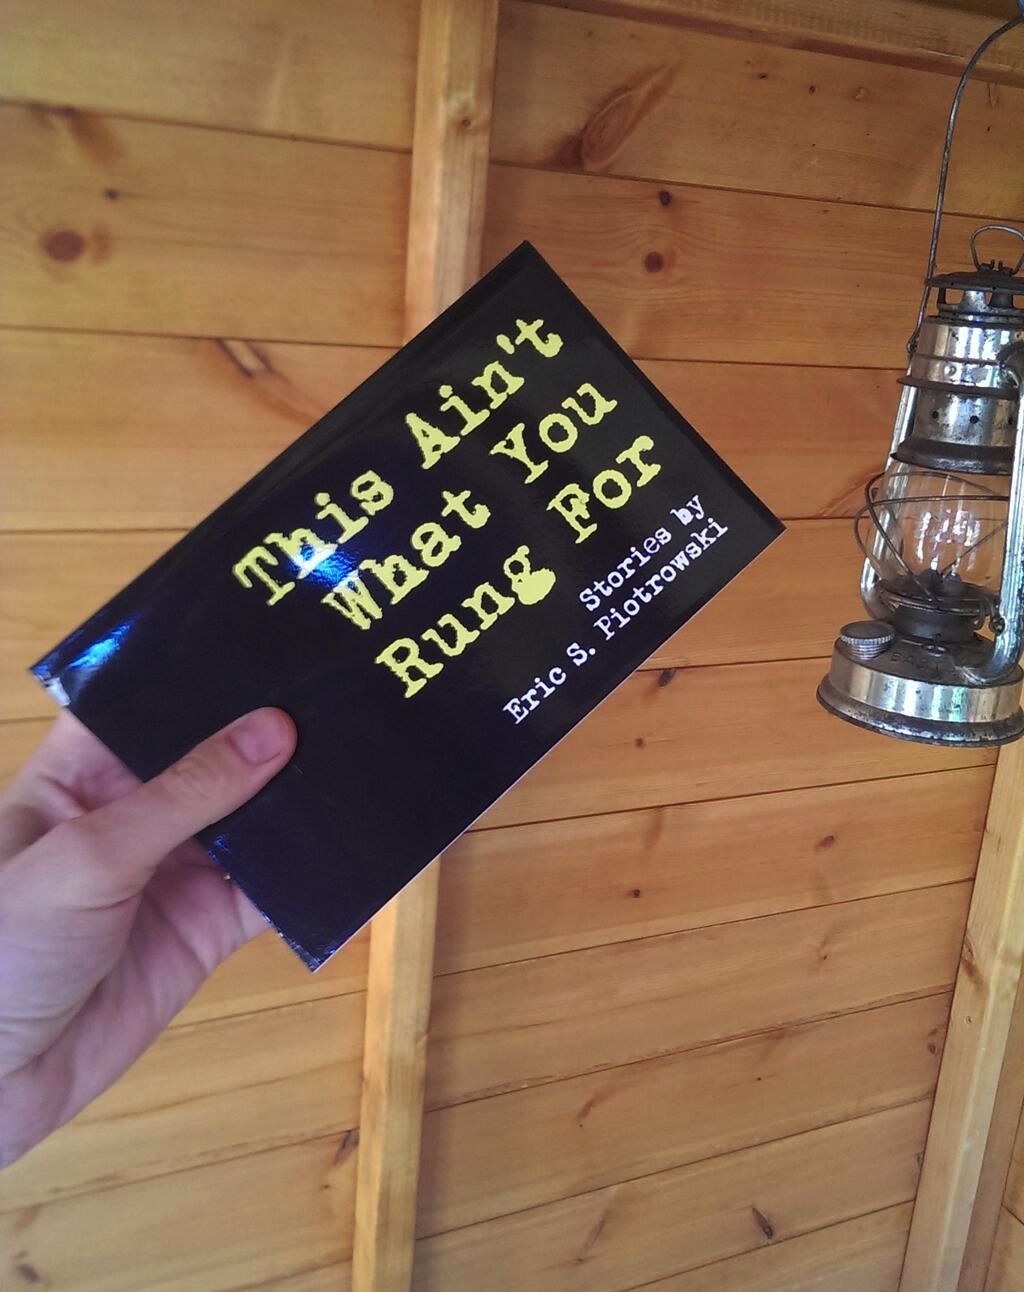 This Ain't
What You
Rung For
Stories by
Eric S. Piotrowski